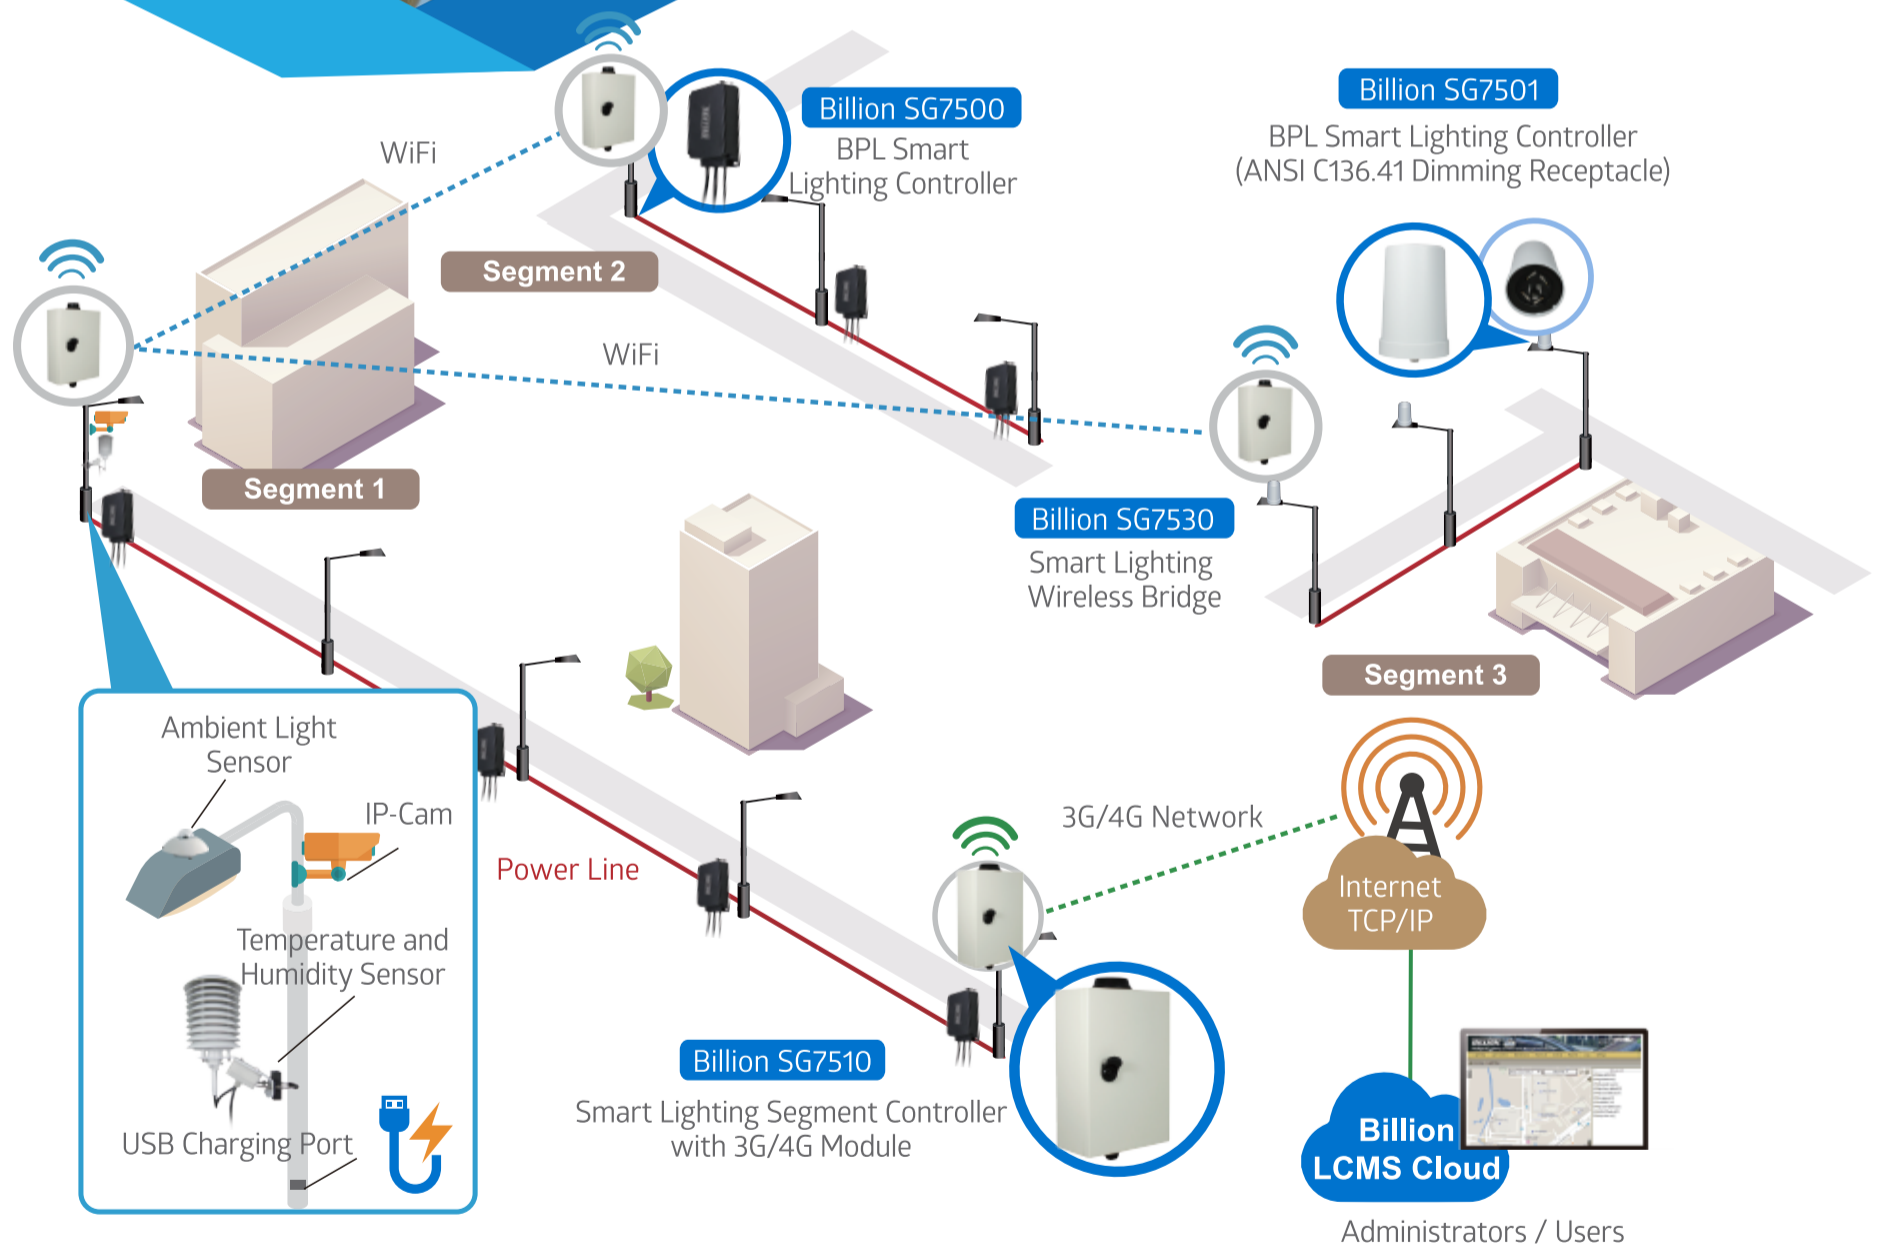 Billion SG7500
BPL Smart
Lighting Controller
Billion SG7501
BPL Smart Lighting Controller
(ANSI C136.41 Dimming Receptacle)
WiFi
Segment 2
WiFi
Segment 1
Billion SG7530
Smart Lighting
Wireless Bridge
Segment 3
Ambient Light
Sensor
IP-Cam
Temperature and
Humidity Sensor
USB Charging Port
Power Line
3G/4G Network
Internet
TCP/IP
Billion SG7510
Smart Lighting Segment Controller
with 3G/4G Module
Billion
LCMS Cloud
Administrators / Users